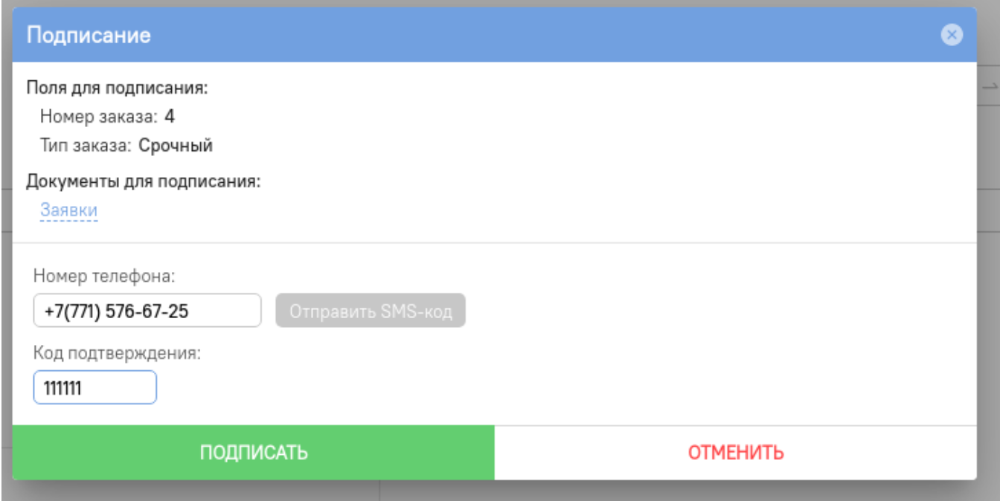 Подписание
Поля для подписания:
Номер заказа: 4
Тип заказа: Срочный
Документы для подписания:
Заявки
Номер телефона:
+7(771) 576-67-25 Отправить SMS-код
Код подтверждения:
111111
ПОДПИСАТЬ ОТМЕНИТЬ